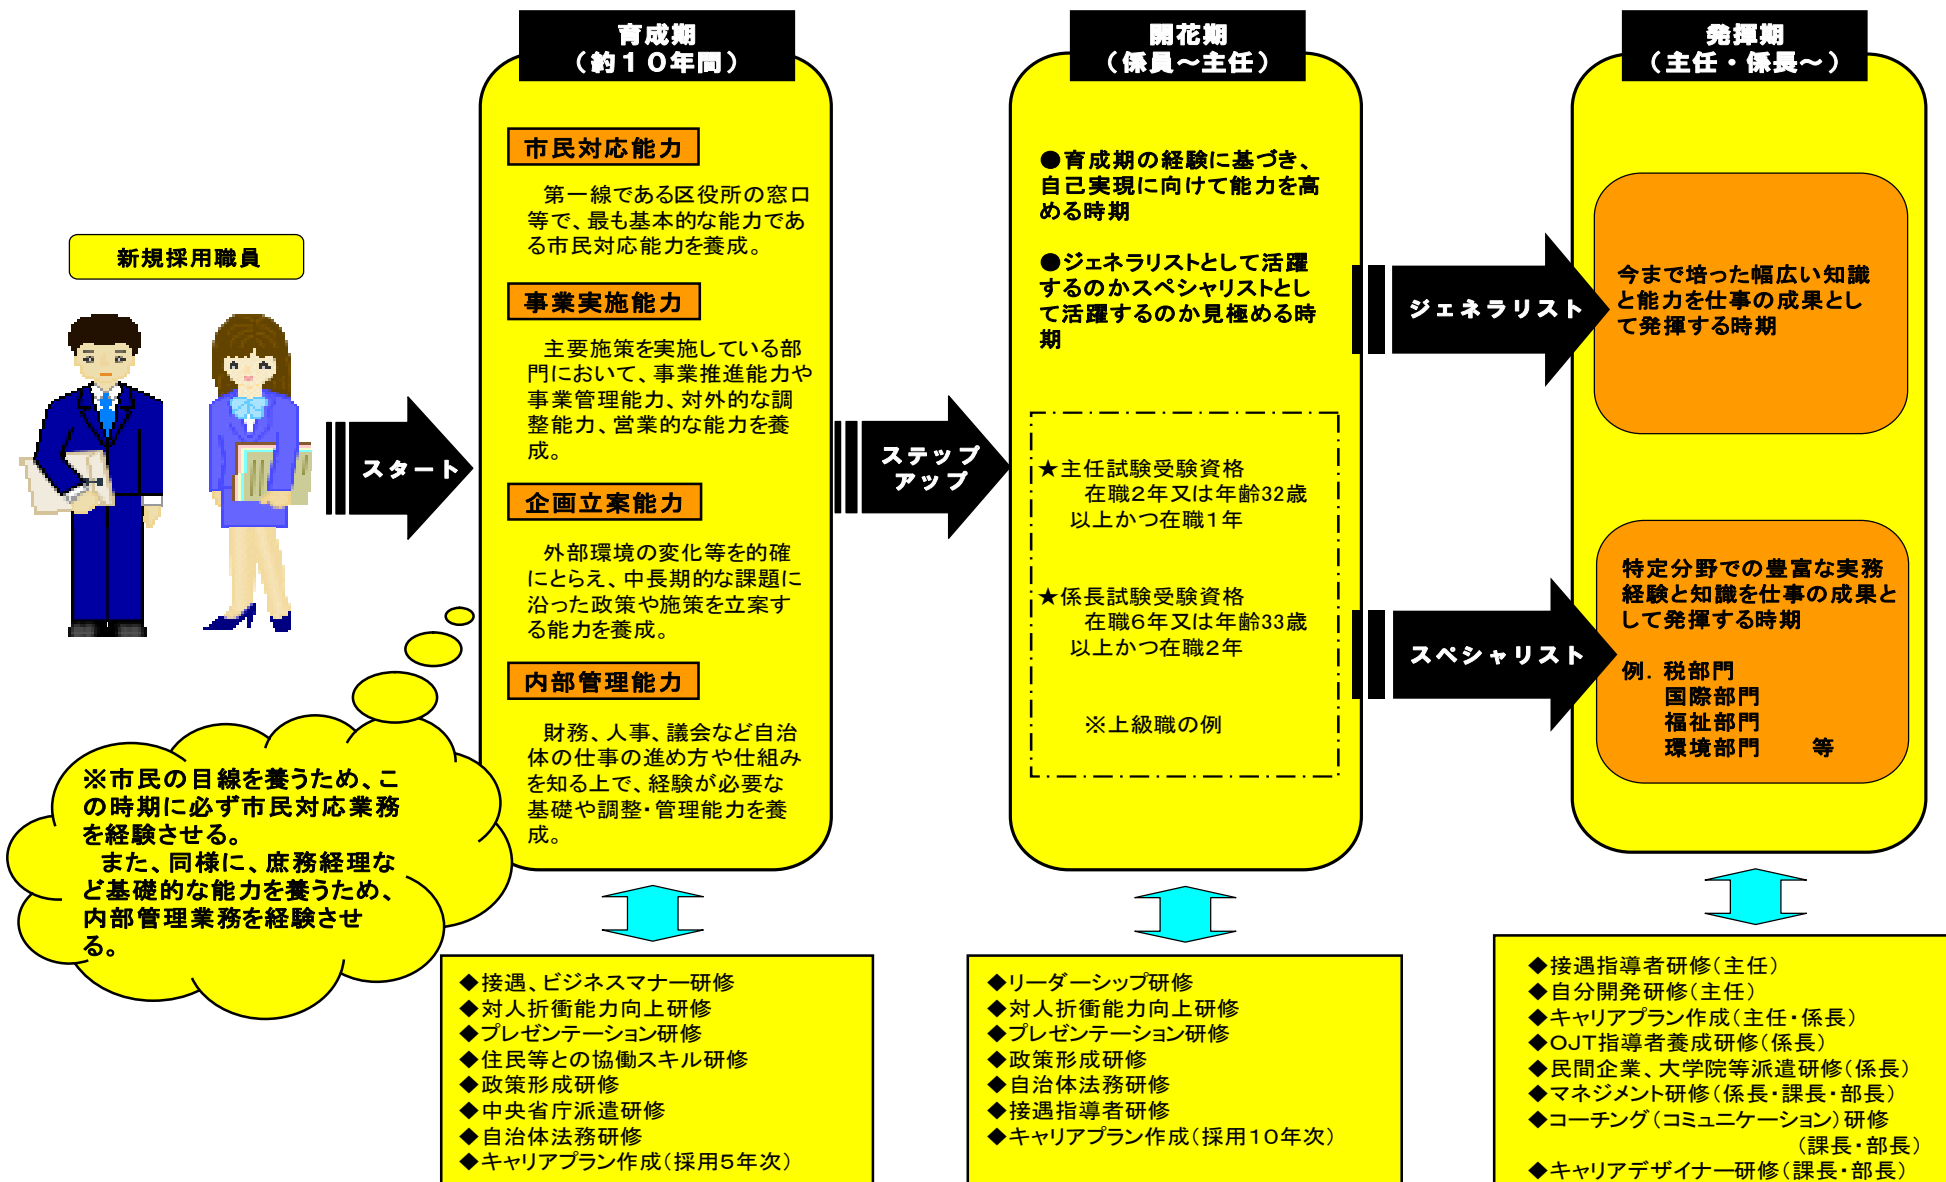 新規採用職員
スタート
※市民の目線を養うため、こ
の時期に必ず市民対応業務
を経験させる。
また、同様に、庶務経理な
ど基礎的な能力を養うため、
内部管理業務を経験させ
る。
育成期
（約１０年間）
市民対応能力
第一線である区役所の窓口
等で、最も基本的な能力であ
る市民対応能力を養成。
事業実施能力
主要施策を実施している部
門において、事業推進能力や
事業管理能力、対外的な調
整能力、営業的な能力を養
成。
企画立案能力
外部環境の変化等を的確
にとらえ、中長期的な課題に
沿った政策や施策を立案す
る能力を養成。
内部管理能力
財務、人事、議会など自治
体の仕事の進め方や仕組み
を知る上で、経験が必要な
基礎や調整・管理能力を養
成。
◆接遇、ビジネスマナー研修
◆対人折衝能力向上研修
◆プレゼンテーション研修
◆住民等との協働スキル研修
◆政策形成研修
◆中央省庁派遣研修
◆自治体法務研修
◆キャリアプラン作成（採用５年次）
ステップ
アップ
開花期
（係員～主任）
●育成期の経験に基づき、
自己実現に向けて能力を高
める時期
●ジェネラリストとして活躍
するのかスペシャリストとし
て活躍するのか見極める時
期
★主任試験受験資格
在職２年又は年齢32歳
以上かつ在職１年
★係長試験受験資格
在職６年又は年齢33歳
以上かつ在職２年
※上級職の例
◆リーダーシップ研修
◆対人折衝能力向上研修
◆プレゼンテーション研修
◆政策形成研修
◆自治体法務研修
◆接遇指導者研修
◆キャリアプラン作成（採用１０年次）
ジェネラリスト
スペシャリスト
発揮期
（主任・係長～）
今まで培った幅広い知識
と能力を仕事の成果とし
て発揮する時期
特定分野での豊富な実務
経験と知識を仕事の成果と
して発揮する時期
例．税部門
国際部門
福祉部門
環境部門　等
◆接遇指導者研修（主任）
◆自分開発研修（主任）
◆キャリアプラン作成（主任・係長）
◆ＯＪＴ指導者養成研修（係長）
◆民間企業、大学院等派遣研修（係長）
◆マネジメント研修（係長・課長・部長）
◆コーチング（コミュニケーション）研修
（課長・部長）
◆キャリアデザイナー研修（課長・部長）